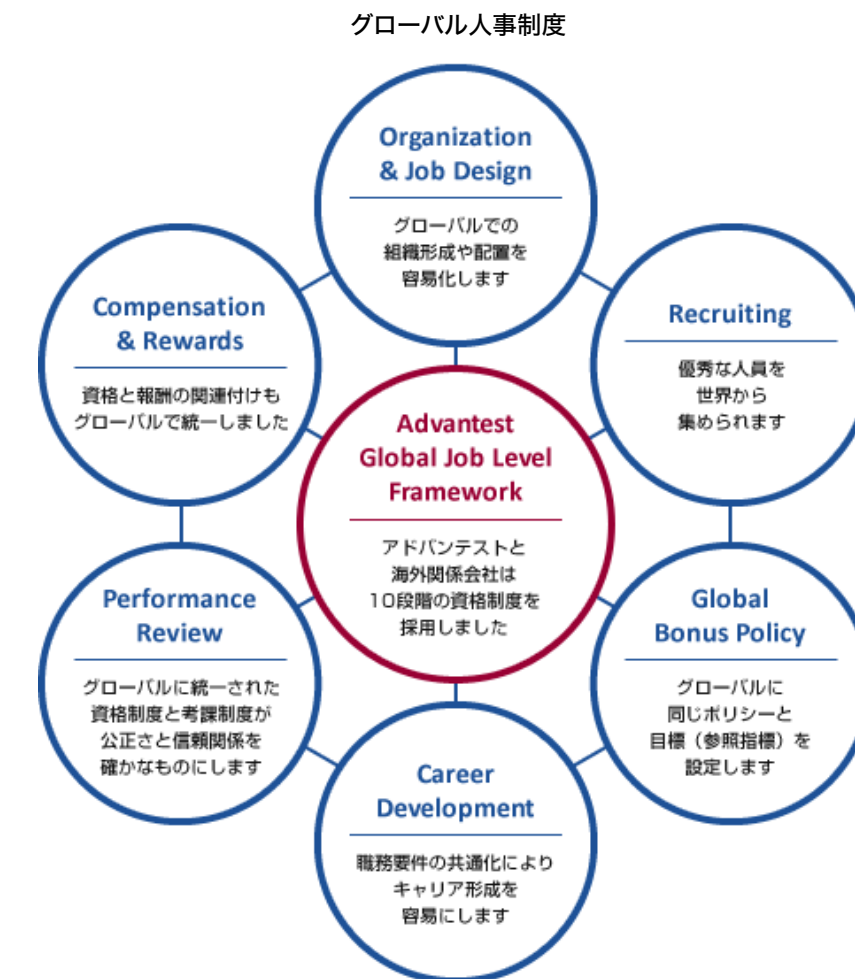 グローバル人事制度
Organization
& Job Design
グローバルでの
組織形成や配置を
容易化します
Compensation
& Rewards
資格と報酬の関連付けも
グローバルで統一しました
Recruiting
優秀な人員を
世界から
集められます
Advantest
Global Job Level
Framework
アドバンテストと
海外関係会社は
10段階の資格制度を
採用しました
Performance
Review
グローバルに統一された
資格制度と考課制度が
公正さと信頼関係を
確かなものにします
Global
Bonus Policy
グローバルに
同じポリシーと
目標（参照指標）を
設定します
Career
Development
職務要件の共通化により
キャリア形成を
容易にします